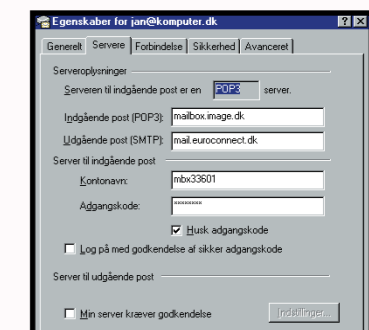 Egenskaber for jan@komputer.dk
Generelt Servere Forbindelse Sikkerhed Avanceret
Serveroplysninger
Serveren til indgående post er en POP3 server.
Indgående post (POP3): mailbox.image.dk
Udgående post (SMTP): mail.euroconnect.dk
Server til indgående post
Kontonavn: mbx33601
Adgangskode: ********
Husk adgangskode
Log på med godkendelse af sikker adgangskode
Server til udgående post
Min server kræver godkendelse Indstillinger...